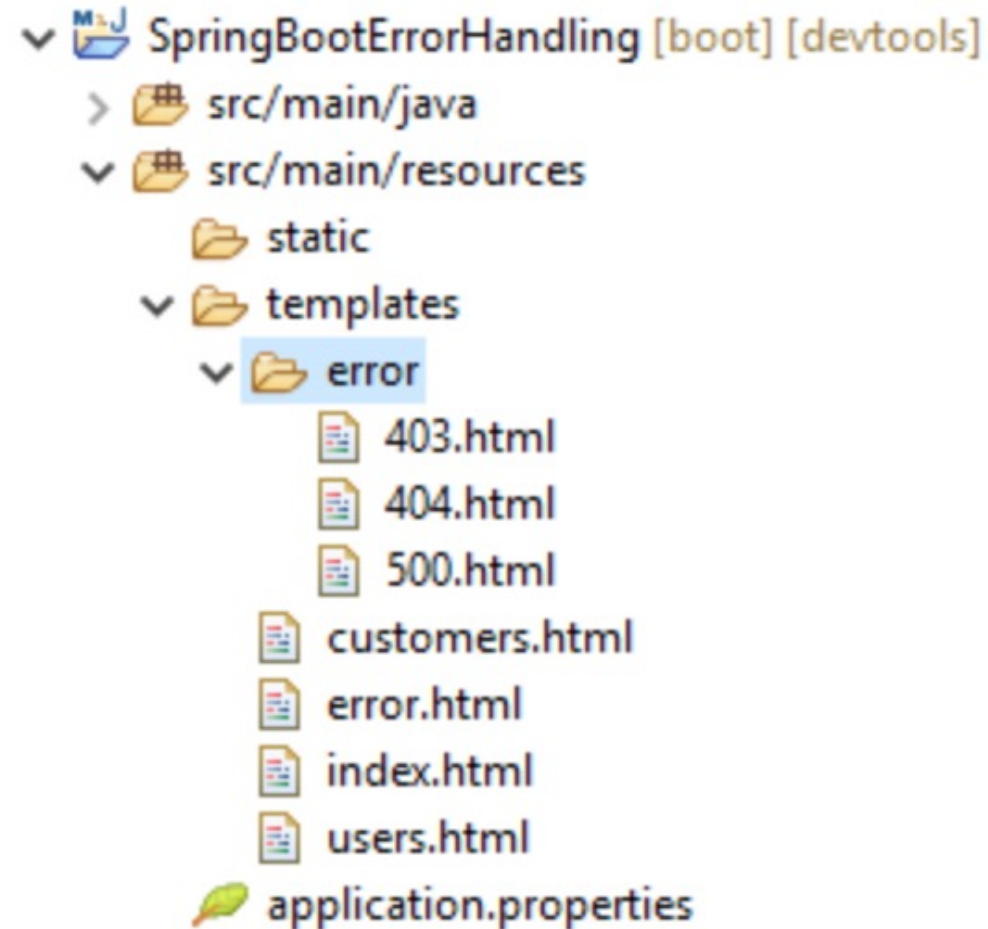 SpringBootErrorHandling [boot] [devtools]
src/main/java
src/main/resources
static
templates
error
403.html
404.html
500.html
customers.html
error.html
index.html
users.html
application.properties